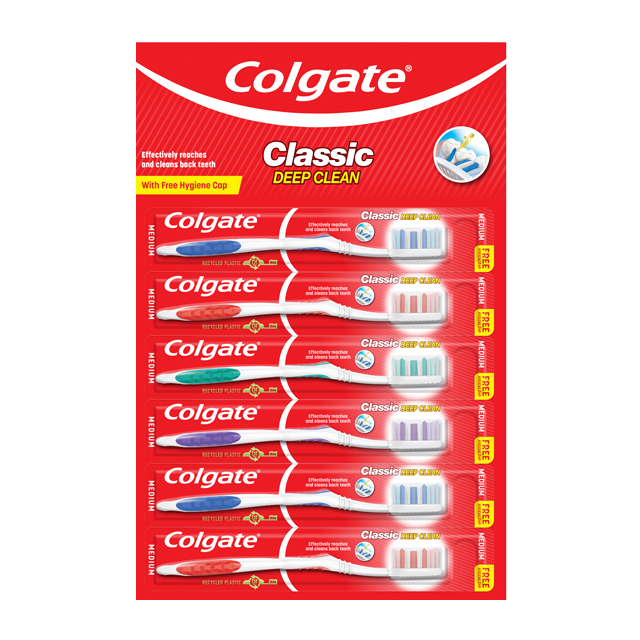 Colgate®
Effectively reaches
and cleans back teeth
With Free Hygiene Cap
Classic
DEEP CLEAN
MEDIUM
Colgate®
RECYCLED PLASTIC
Effectively reaches
and cleans back teeth
Classic DEEP CLEAN
MEDIUM
FREE
MEDIUM
Colgate®
RECYCLED PLASTIC
Effectively reaches
and cleans back teeth
Classic DEEP CLEAN
MEDIUM
FREE
MEDIUM
Colgate®
RECYCLED PLASTIC
Effectively reaches
and cleans back teeth
Classic DEEP CLEAN
MEDIUM
FREE
MEDIUM
Colgate®
RECYCLED PLASTIC
Effectively reaches
and cleans back teeth
Classic DEEP CLEAN
MEDIUM
FREE
MEDIUM
Colgate®
RECYCLED PLASTIC
Effectively reaches
and cleans back teeth
Classic DEEP CLEAN
MEDIUM
FREE
MEDIUM
Colgate®
RECYCLED PLASTIC
Effectively reaches
and cleans back teeth
Classic DEEP CLEAN
MEDIUM
FREE